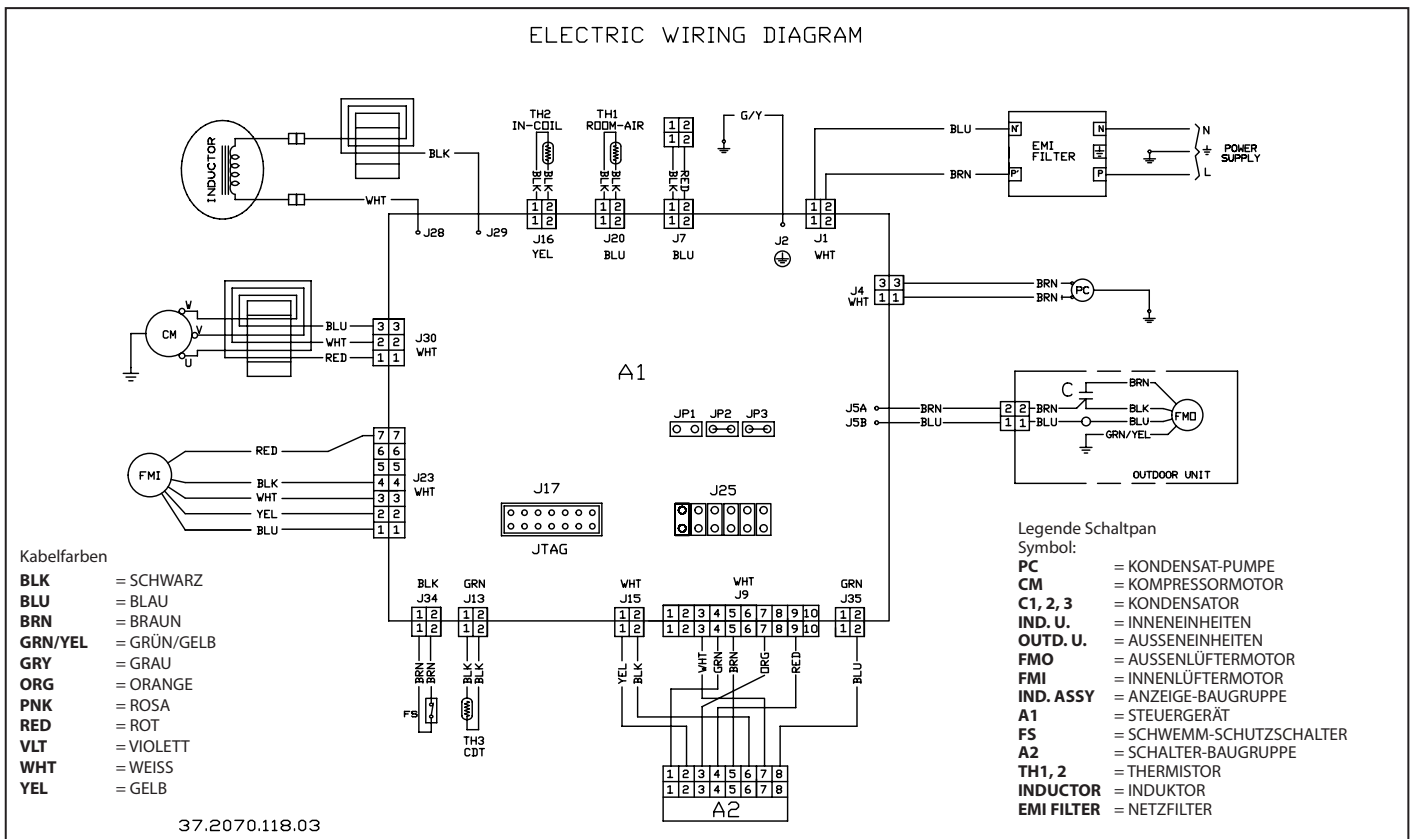 ELECTRIC WIRING DIAGRAM
INDUCTOR
BLK
WHT
J28
J29
TH2
IN-COIL
BLK
BLK
1 2
1 2
J16
YEL
TH1
ROOM-AIR
BLK
BLK
1 2
1 2
J20
BLU
1 2
1 2
BLK
RED
1 2
1 2
J7
BLU
G/Y
J2
1 2
1 2
J1
WHT
BLU
BRN
N'
P'
EMI
FILTER
N
P
N
L
POWER
SUPPLY
J4
WHT
3 3
1 1
BRN
BRN
PC
W
V
U
CM
BLU
WHT
RED
3 3
2 2
1 1
J30
WHT
A1
JP1 JP2 JP3
J5A
J5B
BRN
BLU
2 2
1 1
BRN
BLU
C
BRN
BLK
BLU
GRN/YEL
FMO
OUTDOOR UNIT
FMI
RED
BLK
WHT
YEL
BLU
7 7
6 6
5 5
4 4
3 3
2 2
1 1
J23
WHT
J17
JTAG
J25
BLK
J34
1 2
1 2
BRN
BRN
FS
GRN
J13
1 2
1 2
BLK
BLK
TH3
CDT
WHT
J15
1 2
1 2
YEL
BLK
WHT
J9
1 2 3 4 5 6 7 8 9 10
1 2 3 4 5 6 7 8 9 10
WHT
GRN
BRN
ORG
RED
GRN
J35
1 2
1 2
BLU
1 2 3 4 5 6 7 8
1 2 3 4 5 6 7 8
A2
Kabelfarben
BLK = SCHWARZ
BLU = BLAU
BRN = BRAUN
GRN/YEL = GRÜN/GELB
GRY = GRAU
ORG = ORANGE
PNK = ROSA
RED = ROT
VLT = VIOLETT
WHT = WEISS
YEL = GELB
37.2070.118.03
Legende Schaltpan
Symbol:
PC = KONDENSAT-PUMPE
CM = KOMPRESSORMOTOR
C1, 2, 3 = KONDENSATOR
IND. U. = INNENEINHEITEN
OUTD. U. = AUSSENEINHEITEN
FMO = AUSSENLÜFTERMOTOR
FMI = INNENLÜFTERMOTOR
IND. ASSY = ANZEIGE-BAUGRUPPE
A1 = STEUERGERÄT
FS = SCHWEMM-SCHUTZSCHALTER
A2 = SCHALTER-BAUGRUPPE
TH1, 2 = THERMISTOR
INDUCTOR = INDUKTOR
EMI FILTER = NETZFILTER